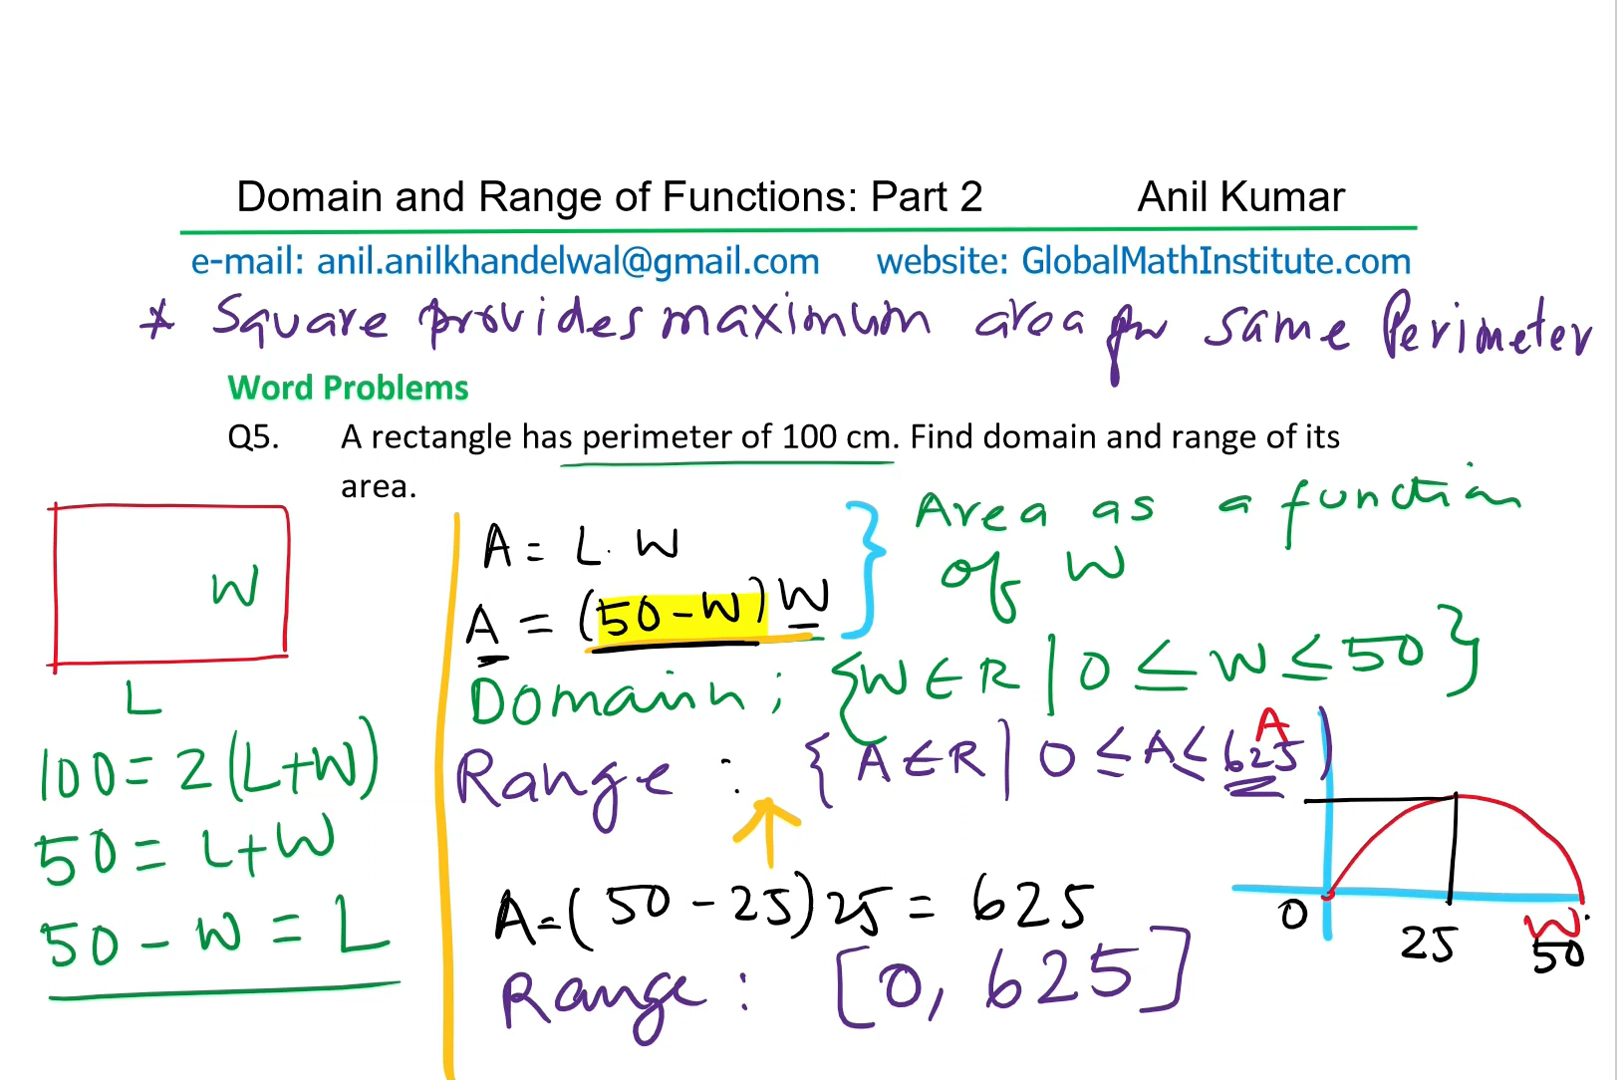 Domain and Range of Functions: Part 2 Anil Kumar
e-mail: anil.anilkhandelwal@gmail.com website: GlobalMathInstitute.com
* Square provides maximum area for same Perimeter
Word Problems
Q5. A rectangle has perimeter of 100 cm. Find domain and range of its
area.
W
L
100 = 2(L+W)
50 = L+W
50 - W = L
A = L. W
A = (50-W) W
} Area as a function
of W
Domain ; {W∈R | 0 ≤ W ≤ 50}
Range : { A∈R | 0 ≤ A ≤ 625 )
A = (50 - 25) 25 = 625
Range : [0, 625]
A
0
25
W
50